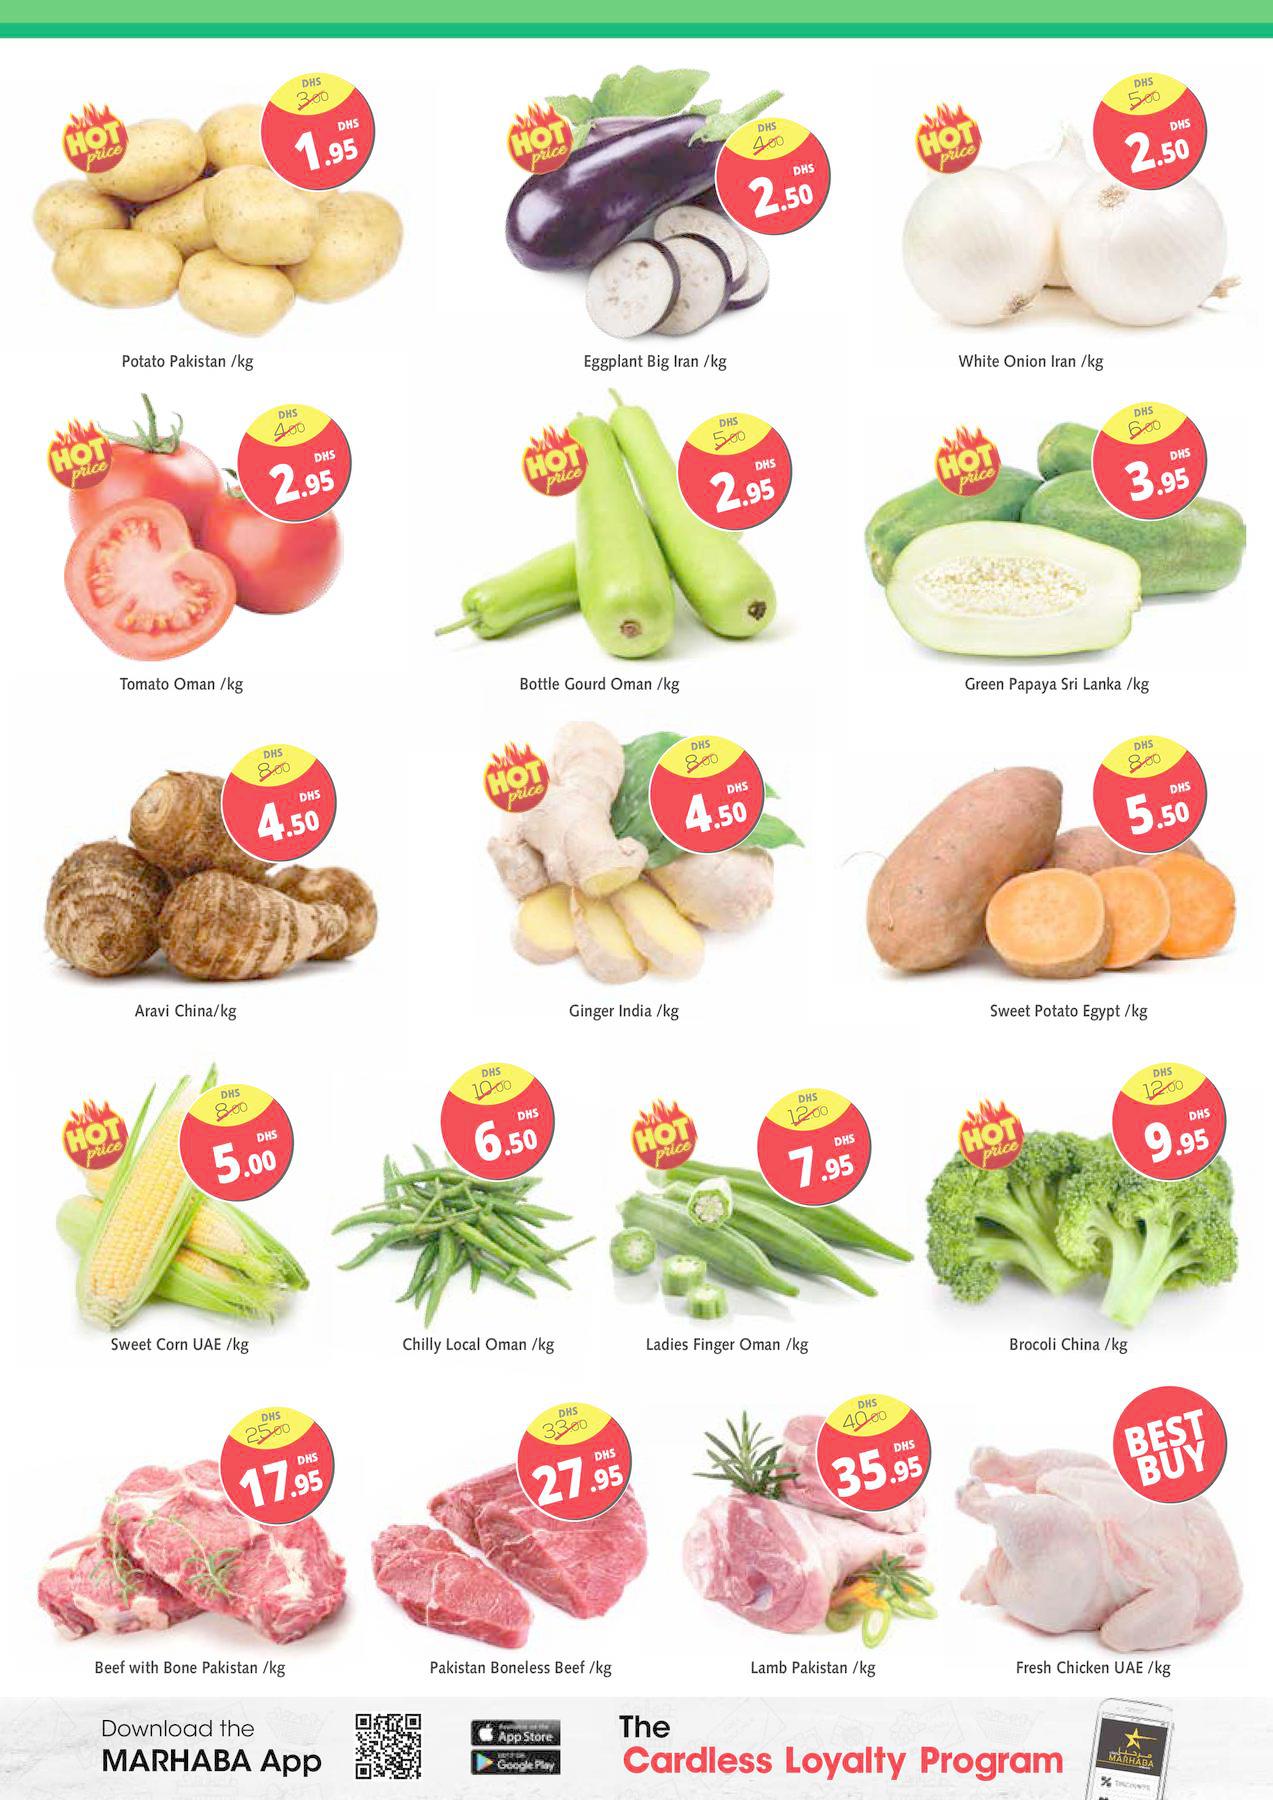 HOT
price
DHS
3.00
DHS
1.95
Potato Pakistan /kg
HOT
price
DHS
4.00
DHS
2.50
Eggplant Big Iran /kg
HOT
price
DHS
5.00
DHS
2.50
White Onion Iran /kg
HOT
price
DHS
4.00
DHS
2.95
Tomato Oman /kg
HOT
price
DHS
5.00
DHS
2.95
Bottle Gourd Oman /kg
HOT
price
DHS
6.00
DHS
3.95
Green Papaya Sri Lanka /kg
DHS
8.00
DHS
4.50
Aravi China/kg
HOT
price
DHS
8.00
DHS
4.50
Ginger India /kg
DHS
8.00
DHS
5.50
Sweet Potato Egypt /kg
HOT
price
DHS
8.00
DHS
5.00
Sweet Corn UAE /kg
DHS
10.00
DHS
6.50
Chilly Local Oman /kg
HOT
price
DHS
12.00
DHS
7.95
Ladies Finger Oman /kg
HOT
price
DHS
12.00
DHS
9.95
Brocoli China /kg
DHS
25.00
DHS
17.95
Beef with Bone Pakistan /kg
DHS
33.00
DHS
27.95
Pakistan Boneless Beef /kg
DHS
40.00
DHS
35.95
Lamb Pakistan /kg
BEST
BUY
Fresh Chicken UAE /kg
Download the
MARHABA App
Available on the
App Store
Google Play
The
Cardless Loyalty Program
MARHABA
DISCOUNTS